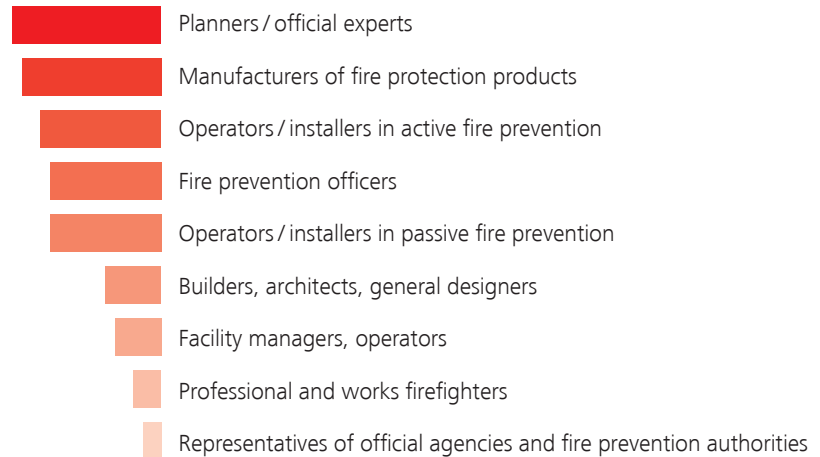 Planners / official experts
Manufacturers of fire protection products
Operators / installers in active fire prevention
Fire prevention officers
Operators / installers in passive fire prevention
Builders, architects, general designers
Facility managers, operators
Professional and works firefighters
Representatives of official agencies and fire prevention authorities